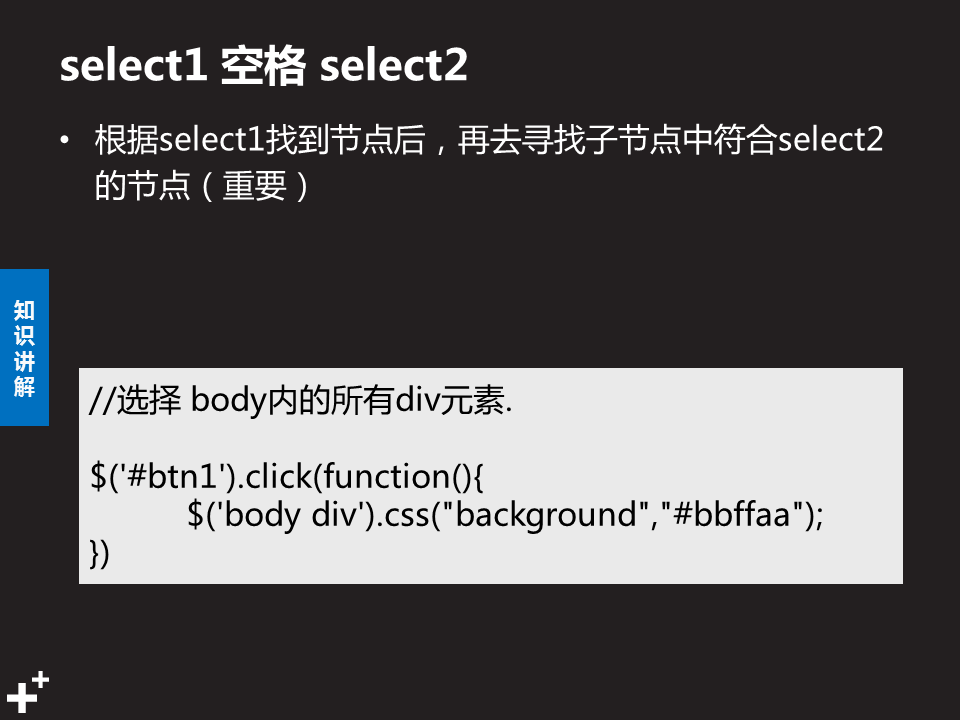 select1 空格 select2
• 根据select1找到节点后，再去寻找子节点中符合select2
的节点（重要）
知
识
讲
解
//选择 body内的所有div元素.
$('#btn1').click(function(){
$('body div').css("background","#bbffaa");
})